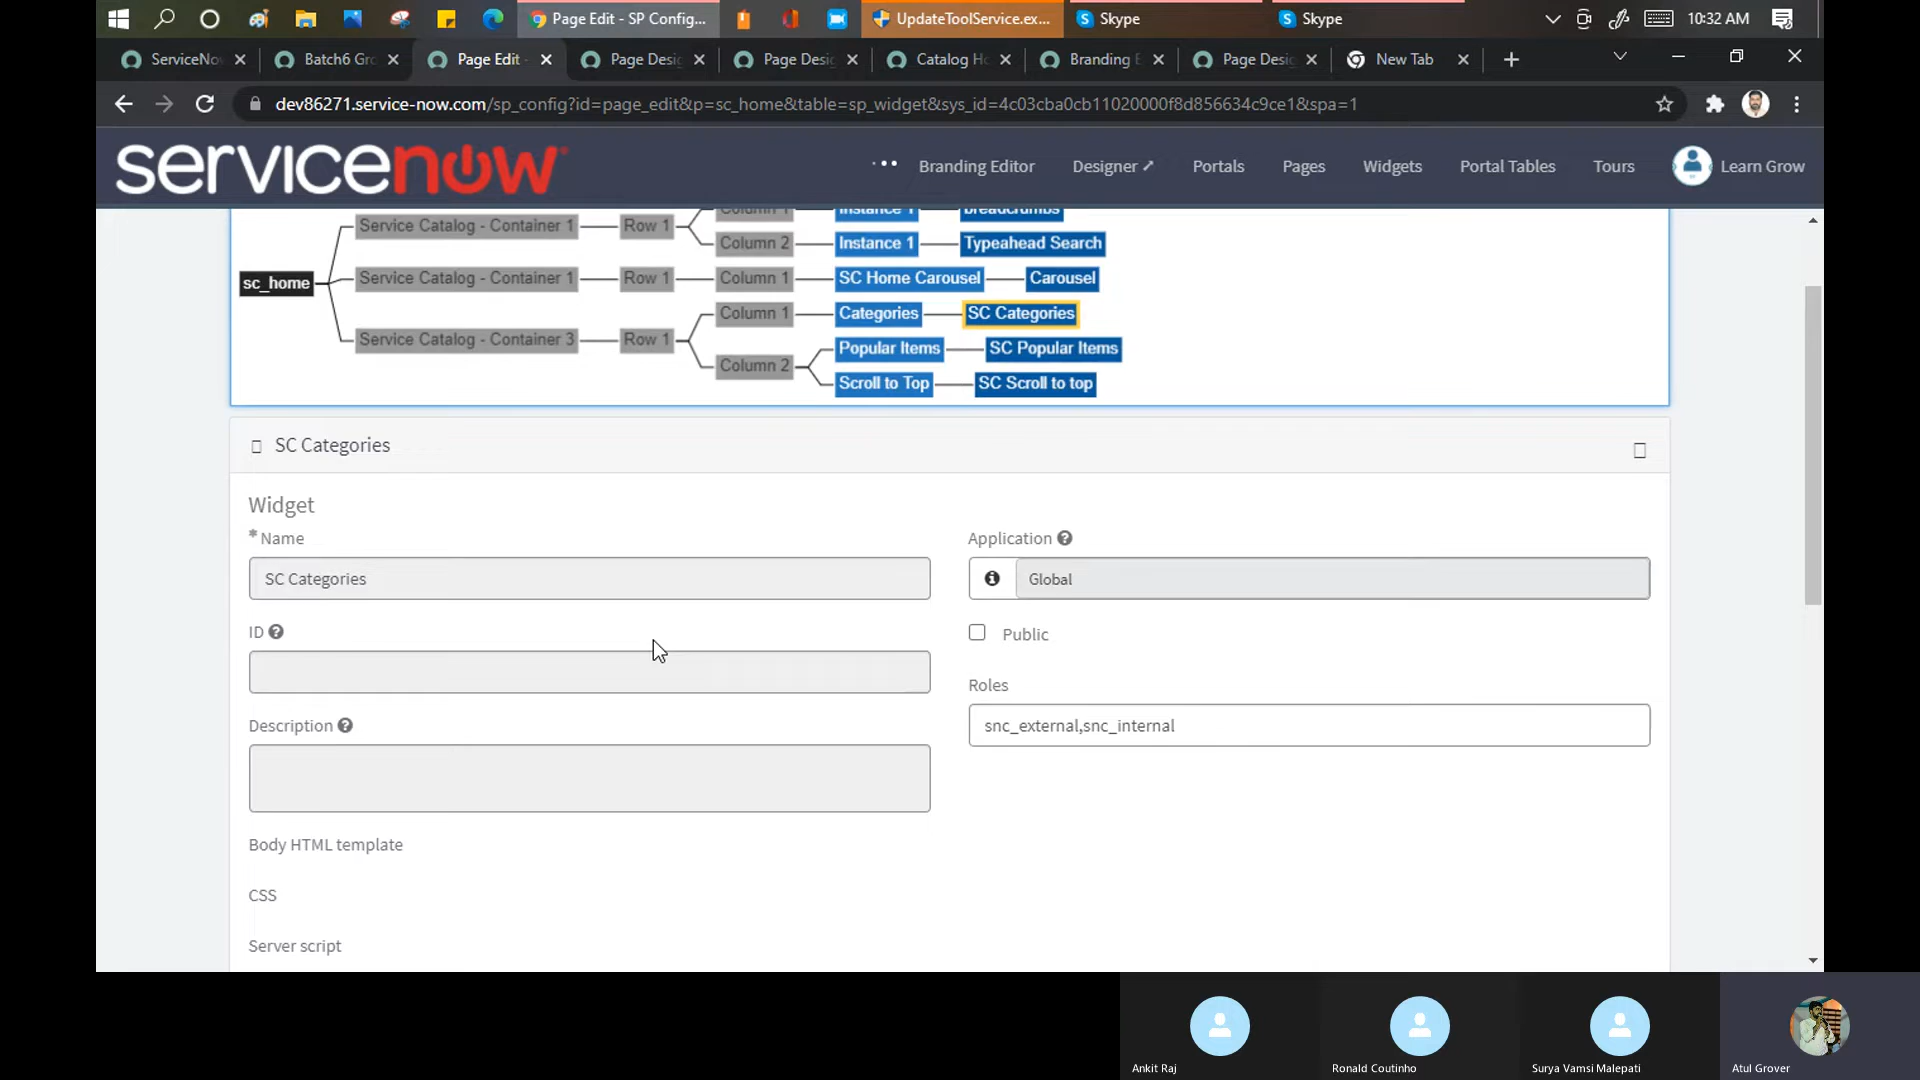 Page Edit - SP Config...
UpdateToolService.ex...
Skype
Skype
10:32 AM
ServiceNo
Batch6 Gr
Page Edit -
Page Desi
Page Desi
Catalog H
Branding E
Page Desi
New Tab
dev86271.service-now.com/sp_config?id=page_edit&p=sc_home&table=sp_widget&sys_id=4c03cba0cb11020000f8d856634c9ce1&spa=1
servicenow
Branding Editor
Designer
Portals
Pages
Widgets
Portal Tables
Tours
Learn Grow
Service Catalog - Container 1
Row 1
Column 1
Instance 1
breadcrumbs
Column 2
Instance 1
Typeahead Search
sc_home
Service Catalog - Container 1
Row 1
Column 1
SC Home Carousel
Carousel
Service Catalog - Container 3
Row 1
Column 1
Categories
SC Categories
Column 2
Popular Items
SC Popular Items
Scroll to Top
SC Scroll to top
SC Categories
Widget
* Name
SC Categories
Application
Global
ID
Public
Roles
snc_external,snc_internal
Description
Body HTML template
CSS
Server script
Ankit Raj
Ronald Coutinho
Surya Vamsi Malepati
Atul Grover